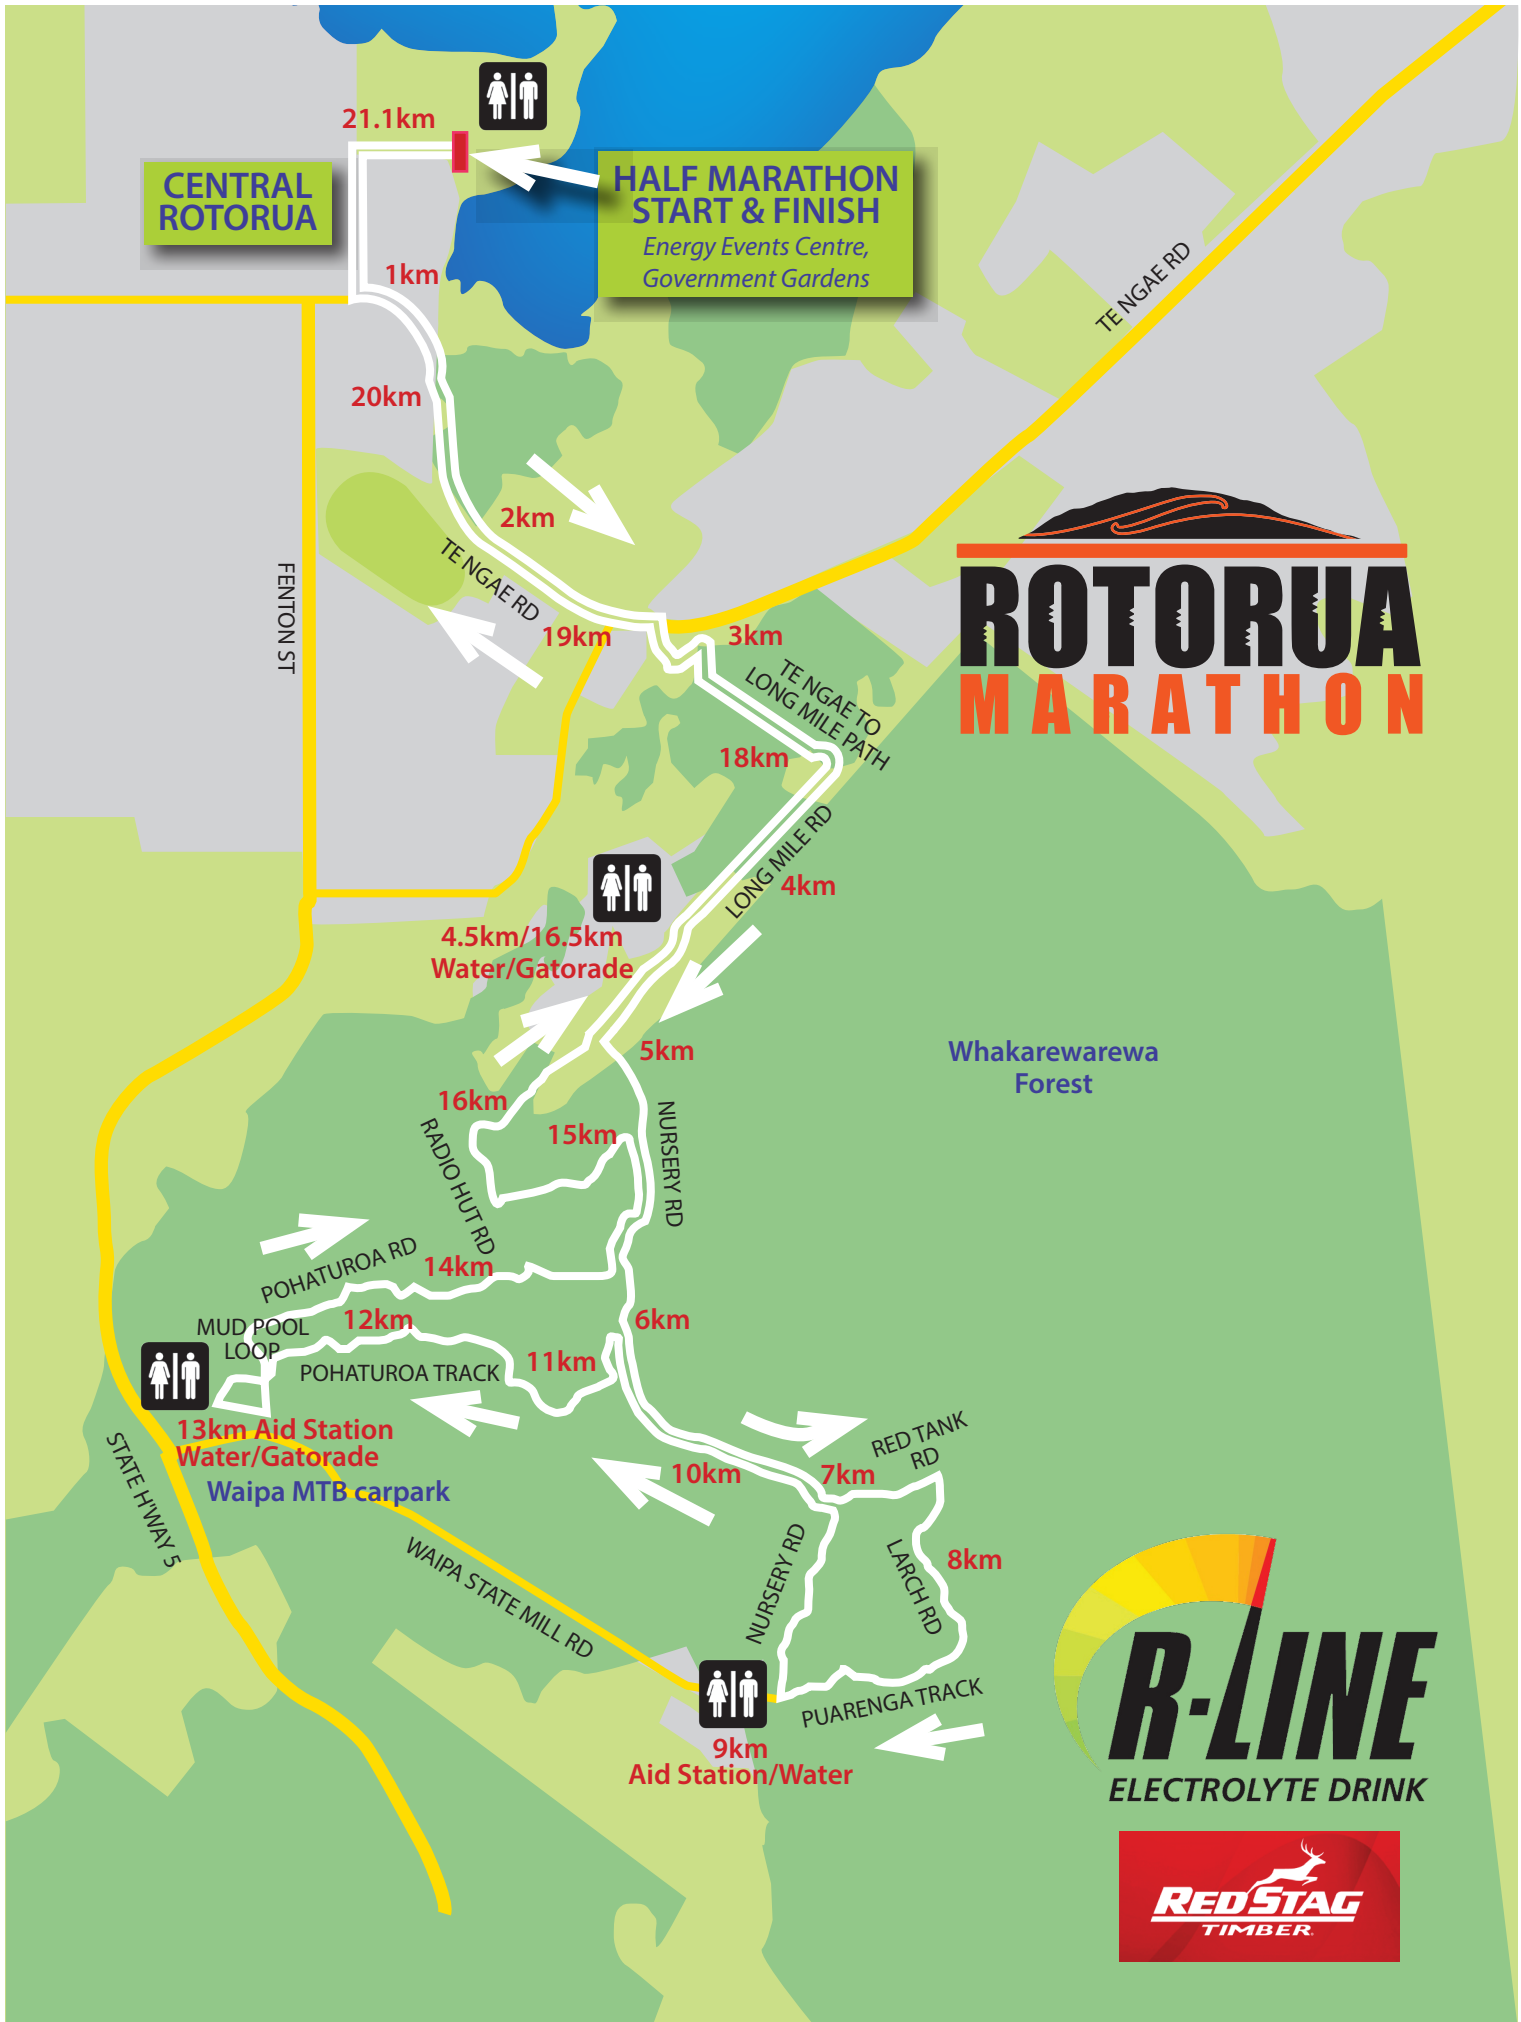 21.1km
CENTRAL
ROTORUA
HALF MARATHON
START & FINISH
Energy Events Centre,
Government Gardens
1km
TE NGAE RD
20km
2km
TE NGAE RD
FENTON ST
19km
3km
TE NGAE TO
LONG MILE PATH
18km
ROTORUA
MARATHON
LONG MILE RD
4km
4.5km/16.5km
Water/Gatorade
5km
Whakarewarewa
Forest
16km
15km
NURSERY RD
RADIO HUT RD
POHATUROA RD
14km
MUD POOL
LOOP
12km
6km
POHATUROA TRACK
11km
13km Aid Station
Water/Gatorade
Waipa MTB carpark
STATE H'WAY 5
RED TANK
RD
10km
7km
WAIPA STATE MILL RD
NURSERY RD
LARCH RD
8km
PUARENGA TRACK
9km
Aid Station/Water
R-LINE
ELECTROLYTE DRINK
REDSTAG
TIMBER